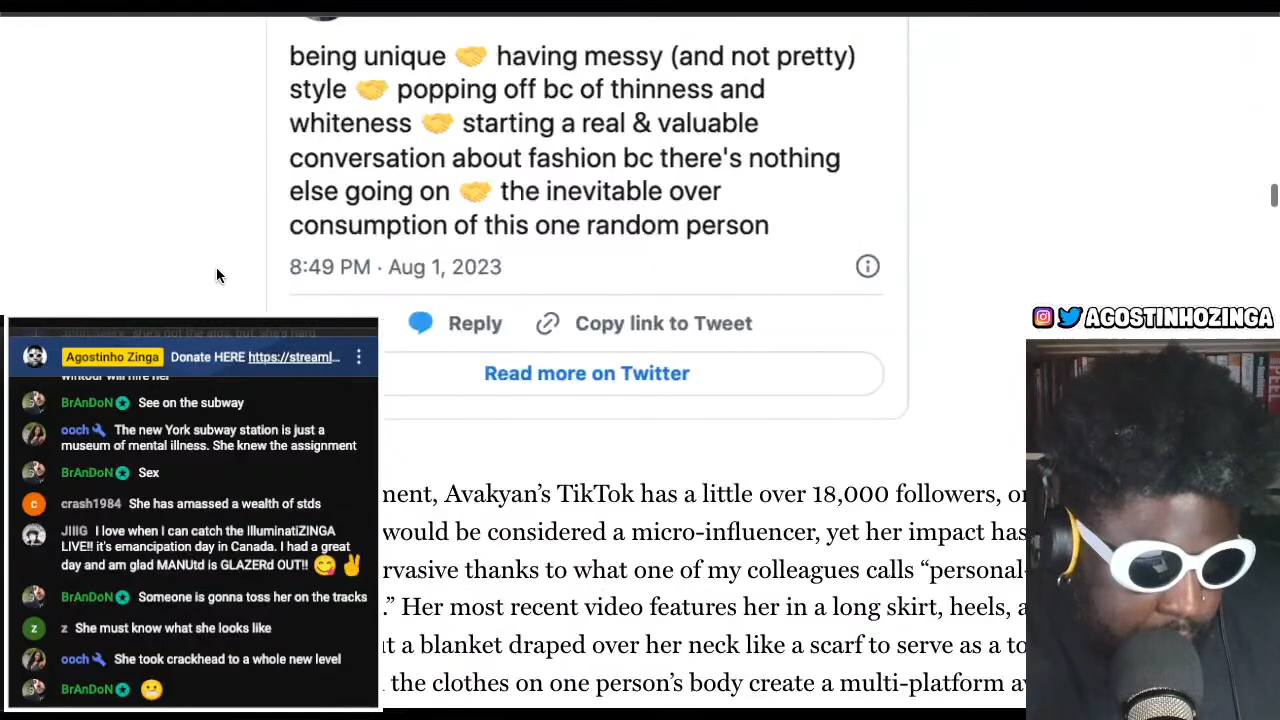 being unique 🤝 having messy (and not pretty)
style 🤝 popping off bc of thinness and
whiteness 🤝 starting a real & valuable
conversation about fashion bc there's nothing
else going on 🤝 the inevitable over
consumption of this one random person
8:49 PM · Aug 1, 2023
Reply Copy link to Tweet
Read more on Twitter
AGOSTINHOZINGA
Agostinho Zinga Donate HERE https://streaml...
BrAnDoN See on the subway
ooch The new York subway station is just a
museum of mental illness. She knew the assignment
BrAnDoN Sex
crash1984 She has amassed a wealth of stds
JIIIG I love when I can catch the IlluminatiZINGA
LIVE!! it's emancipation day in Canada. I had a great
day and am glad MANUtd is GLAZERd OUT!! 😋✌
BrAnDoN Someone is gonna toss her on the tracks
z She must know what she looks like
ooch She took crackhead to a whole new level
BrAnDoN 😬
ment, Avakyan's TikTok has a little over 18,000 followers, or
would be considered a micro-influencer, yet her impact has
rvasive thanks to what one of my colleagues calls “personal-
.” Her most recent video features her in a long skirt, heels, a
t a blanket draped over her neck like a scarf to serve as a to
the clothes on one person's body create a multi-platform av